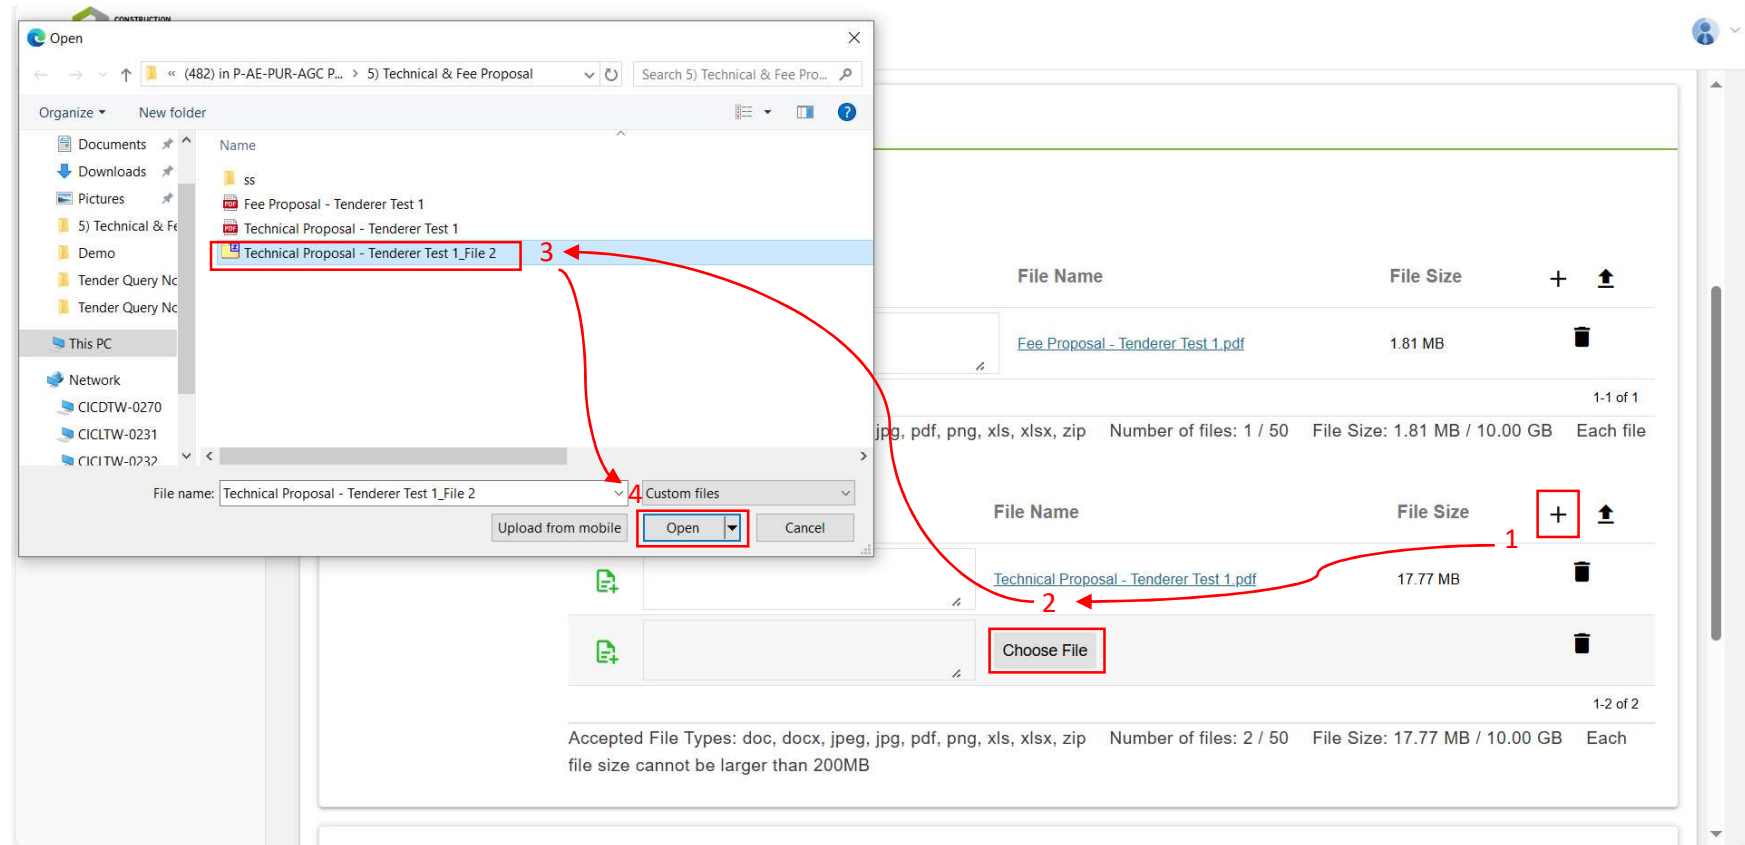 CONSTRUCTION
Open
« (482) in P-AE-PUR-AGC P... > 5) Technical & Fee Proposal
Search 5) Technical & Fee Pro...
Organize
New folder
?
Documents
Downloads
Pictures
5) Technical & Fe
Demo
Tender Query No
Tender Query No
This PC
Network
CICDTW-0270
CICLTW-0231
CICLTW-0232
Name
ss
Fee Proposal - Tenderer Test 1
Technical Proposal - Tenderer Test 1
Technical Proposal - Tenderer Test 1_File 2
3
File name:
Technical Proposal - Tenderer Test 1_File 2
4
Custom files
Upload from mobile
Open
Cancel
File Name
File Size
+
Fee Proposal - Tenderer Test 1.pdf
1.81 MB
1-1 of 1
jpg, pdf, png, xls, xlsx, zip Number of files: 1 / 50 File Size: 1.81 MB / 10.00 GB Each file
File Name
File Size
+
1
Technical Proposal - Tenderer Test 1.pdf
17.77 MB
2
Choose File
1-2 of 2
Accepted File Types: doc, docx, jpeg, jpg, pdf, png, xls, xlsx, zip Number of files: 2 / 50 File Size: 17.77 MB / 10.00 GB Each
file size cannot be larger than 200MB